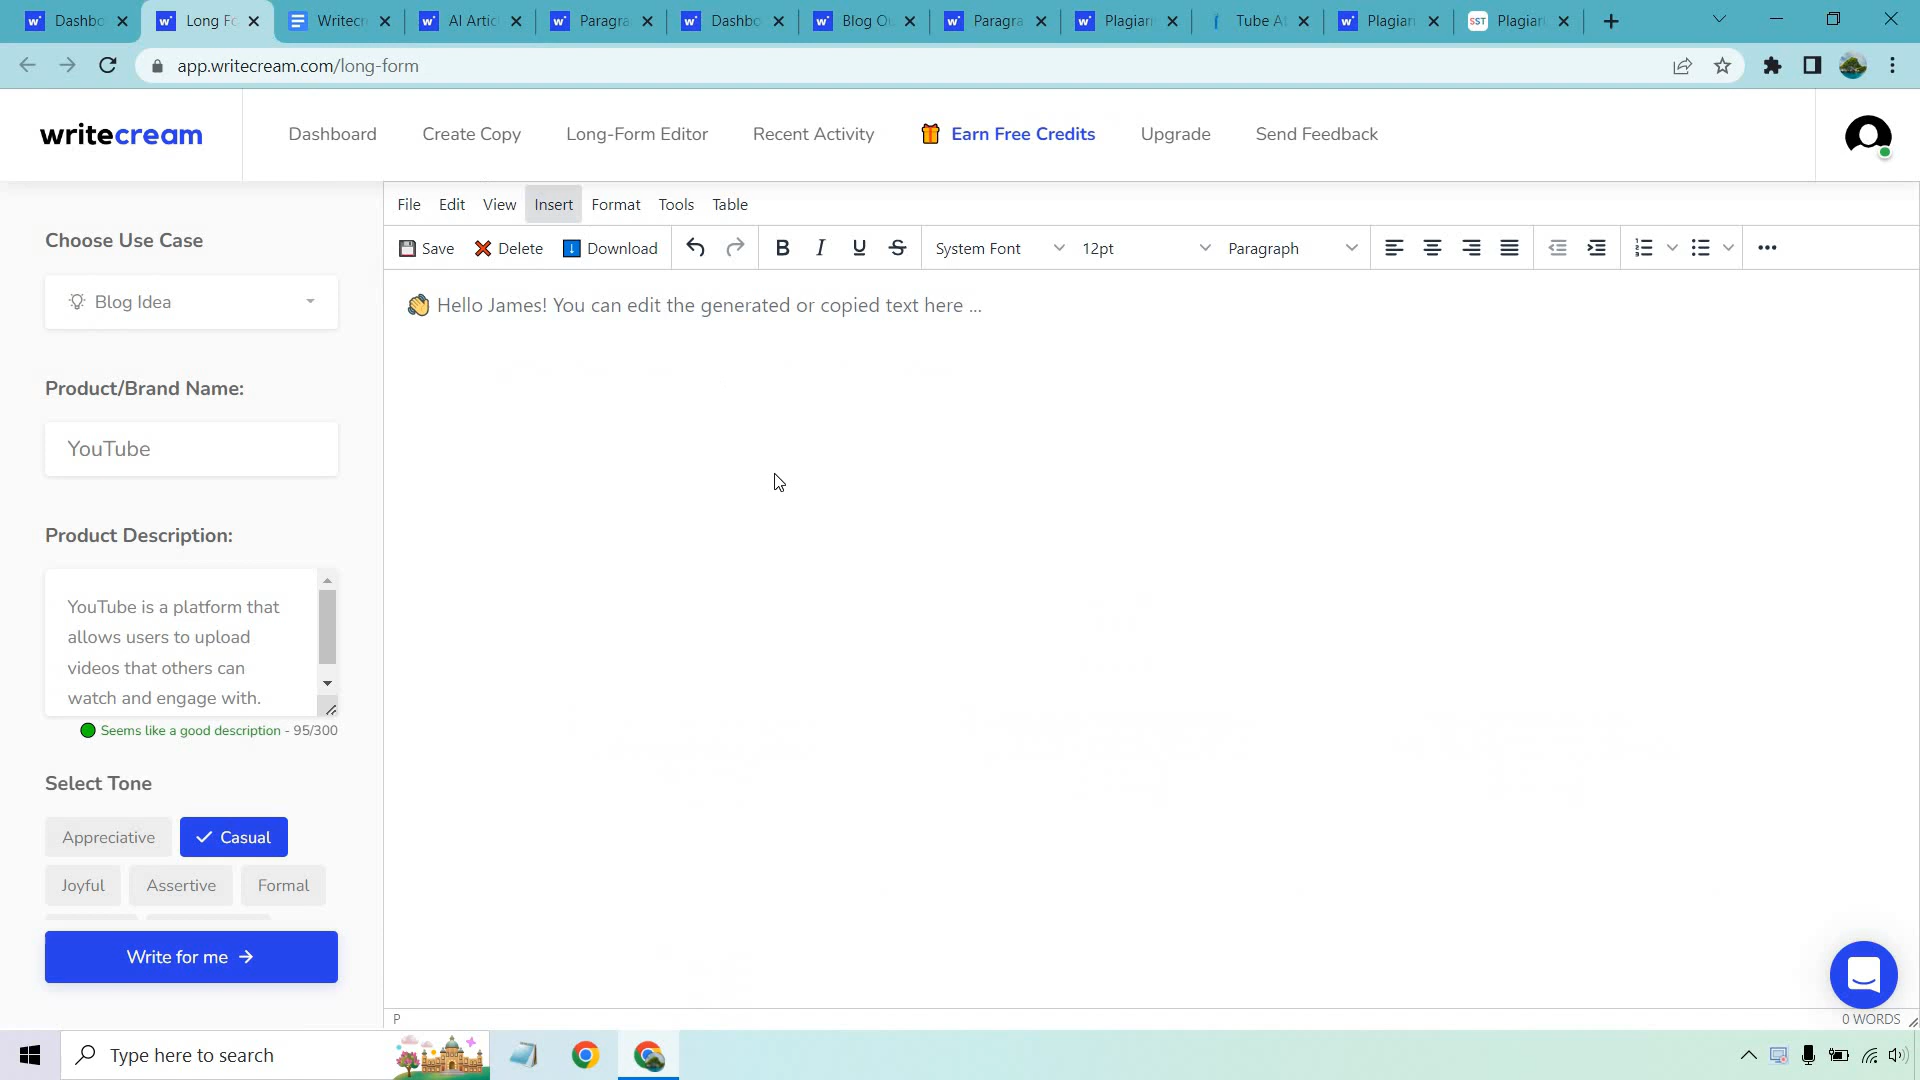 Dashbo
Long Fo
Writecr
AI Artic
Paragra
Dashbo
Blog Ou
Paragra
Plagiari
Tube A
Plagiari
SST Plagiari
app.writecream.com/long-form
writecream
Dashboard
Create Copy
Long-Form Editor
Recent Activity
Earn Free Credits
Upgrade
Send Feedback
File Edit View Insert Format Tools Table
Save Delete Download B I U S System Font 12pt Paragraph
👋 Hello James! You can edit the generated or copied text here ...
Choose Use Case
Blog Idea
Product/Brand Name:
YouTube
Product Description:
YouTube is a platform that
allows users to upload
videos that others can
watch and engage with.
Seems like a good description - 95/300
Select Tone
Appreciative
Casual
Joyful
Assertive
Formal
Write for me →
P
0 WORDS
Type here to search